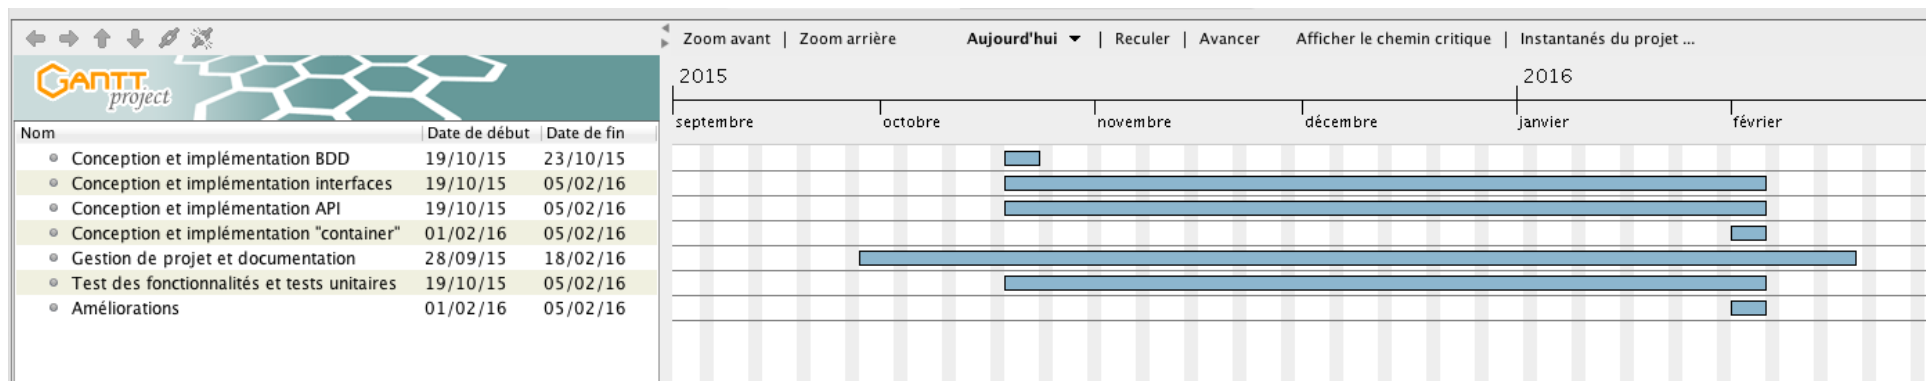 Zoom avant | Zoom arrière Aujourd'hui | Reculer | Avancer Afficher le chemin critique | Instantanés du projet ...
GANTT
project
2015 2016
septembre octobre novembre décembre janvier février
Nom Date de début Date de fin
Conception et implémentation BDD 19/10/15 23/10/15
Conception et implémentation interfaces 19/10/15 05/02/16
Conception et implémentation API 19/10/15 05/02/16
Conception et implémentation "container" 01/02/16 05/02/16
Gestion de projet et documentation 28/09/15 18/02/16
Test des fonctionnalités et tests unitaires 19/10/15 05/02/16
Améliorations 01/02/16 05/02/16